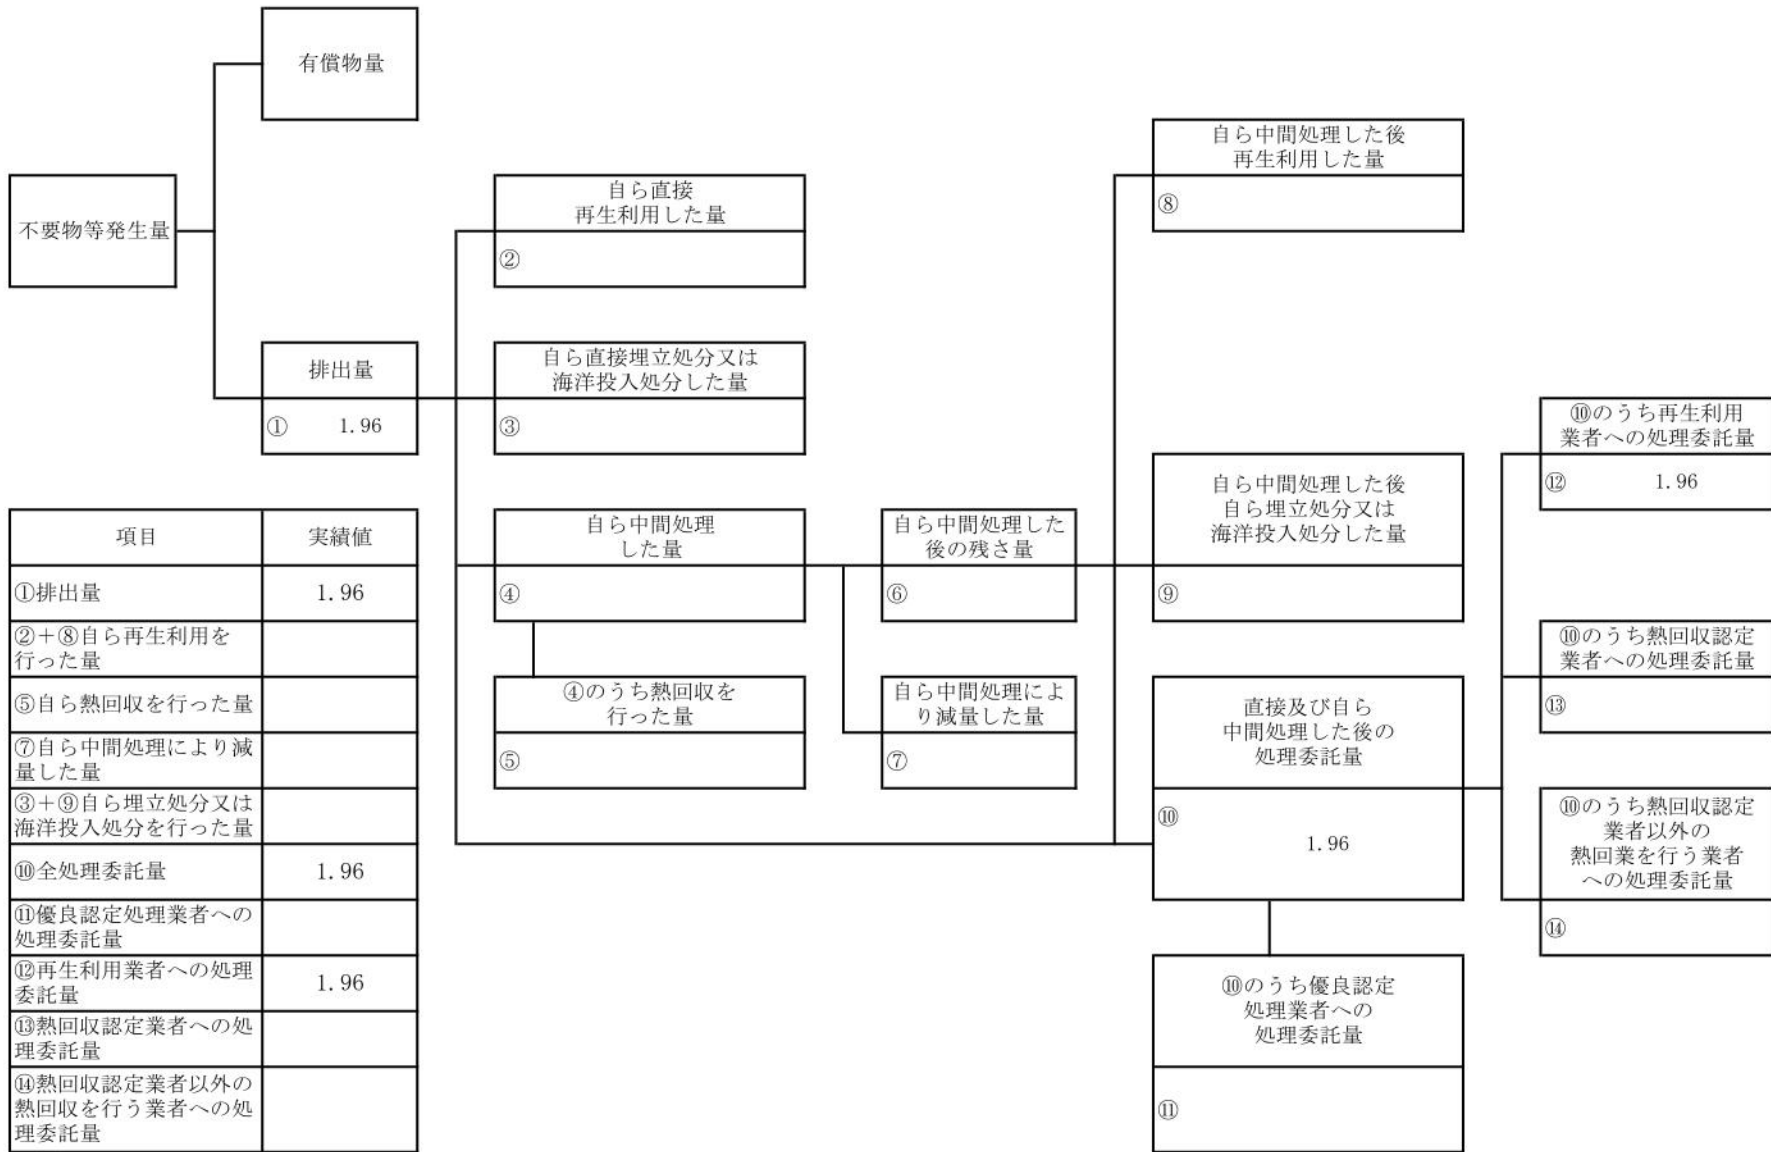 有償物量
不要物等発生量
排出量
① 1.96
自ら直接
再生利用した量
②
自ら直接埋立処分又は
海洋投入処分した量
③
自ら中間処理
した量
④
④のうち熱回収を
行った量
⑤
自ら中間処理した
後の残さ量
⑥
自ら中間処理によ
り減量した量
⑦
自ら中間処理した後
再生利用した量
⑧
自ら中間処理した後
自ら埋立処分又は
海洋投入処分した量
⑨
直接及び自ら
中間処理した後の
処理委託量
⑩
1.96
⑩のうち優良認定
処理業者への
処理委託量
⑪
⑩のうち再生利用
業者への処理委託量
⑫ 1.96
⑩のうち熱回収認定
業者への処理委託量
⑬
⑩のうち熱回収認定
業者以外の
熱回業を行う業者
への処理委託量
⑭
項目 実績値
①排出量 1.96
②+⑧自ら再生利用を
行った量
⑤自ら熱回収を行った量
⑦自ら中間処理により減
量した量
③+⑨自ら埋立処分又は
海洋投入処分を行った量
⑩全処理委託量 1.96
⑪優良認定処理業者への
処理委託量
⑫再生利用業者への処理
委託量 1.96
⑬熱回収認定業者への処
理委託量
⑭熱回収認定業者以外の
熱回収を行う業者への処
理委託量